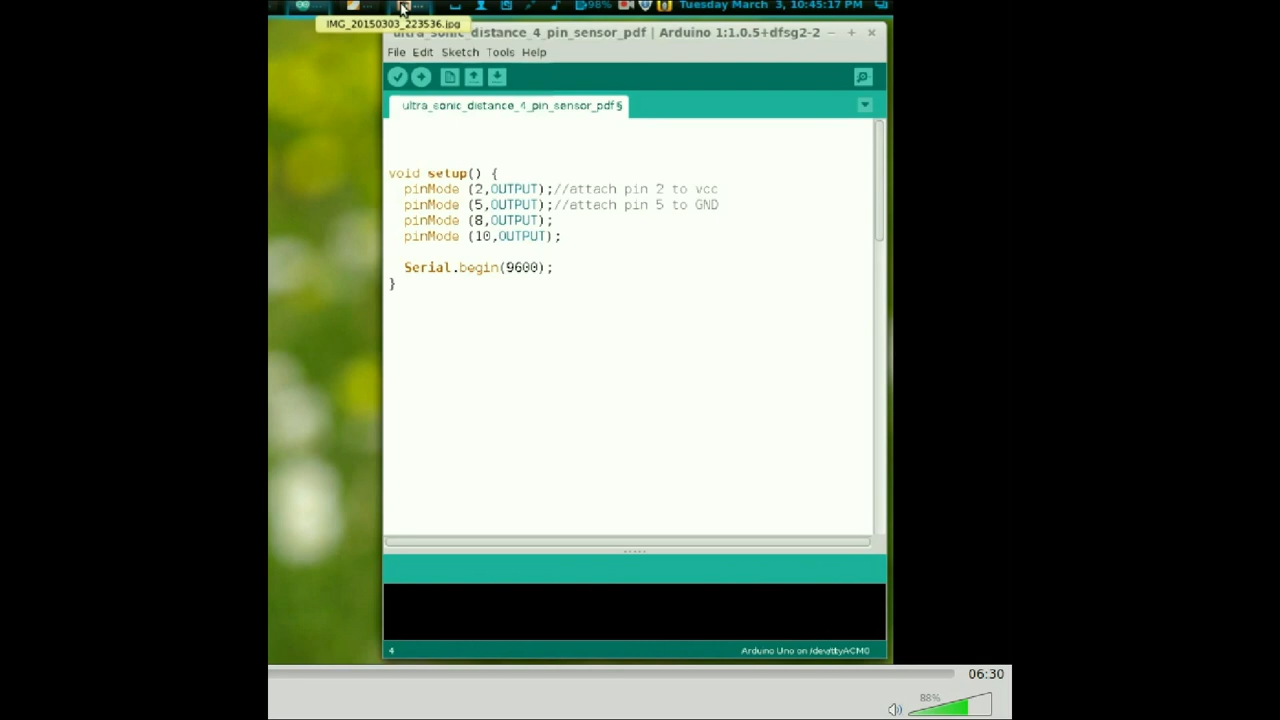 98% Tuesday March 3, 10:45:17 PM
IMG_20150303_223536.jpg
ultra_sonic_distance_4_pin_sensor_pdf | Arduino 1:1.0.5+dfsg2-2
File Edit Sketch Tools Help
ultra_sonic_distance_4_pin_sensor_pdf §
void setup() {
pinMode (2,OUTPUT);//attach pin 2 to vcc
pinMode (5,OUTPUT);//attach pin 5 to GND
pinMode (8,OUTPUT);
pinMode (10,OUTPUT);
Serial.begin(9600);
}
4 Arduino Uno on /dev/ttyACM0
06:30
88%